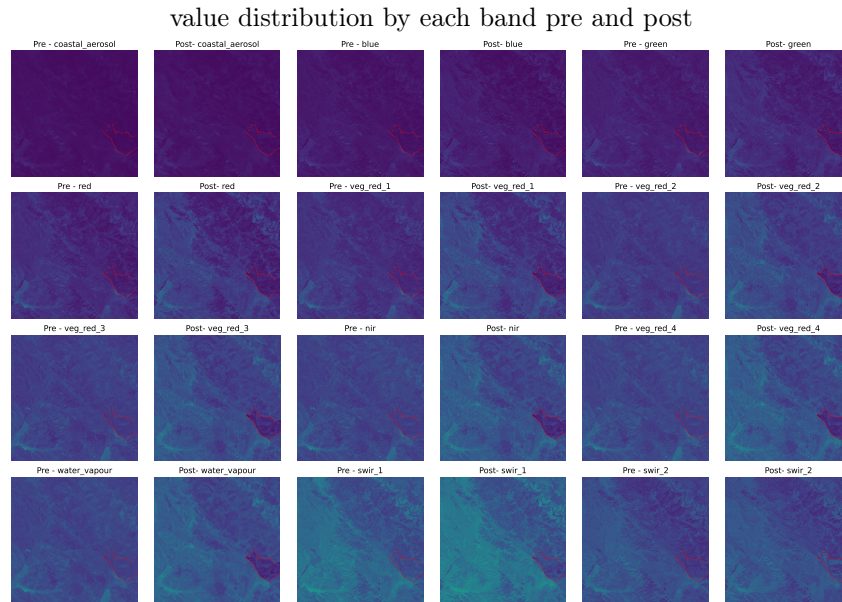 value distribution by each band pre and post
Pre - coastal_aerosol
Post- coastal_aerosol
Pre - blue
Post- blue
Pre - green
Post- green
Pre - red
Post- red
Pre - veg_red_1
Post- veg_red_1
Pre - veg_red_2
Post- veg_red_2
Pre - veg_red_3
Post- veg_red_3
Pre - nir
Post- nir
Pre - veg_red_4
Post- veg_red_4
Pre - water_vapour
Post- water_vapour
Pre - swir_1
Post- swir_1
Pre - swir_2
Post- swir_2